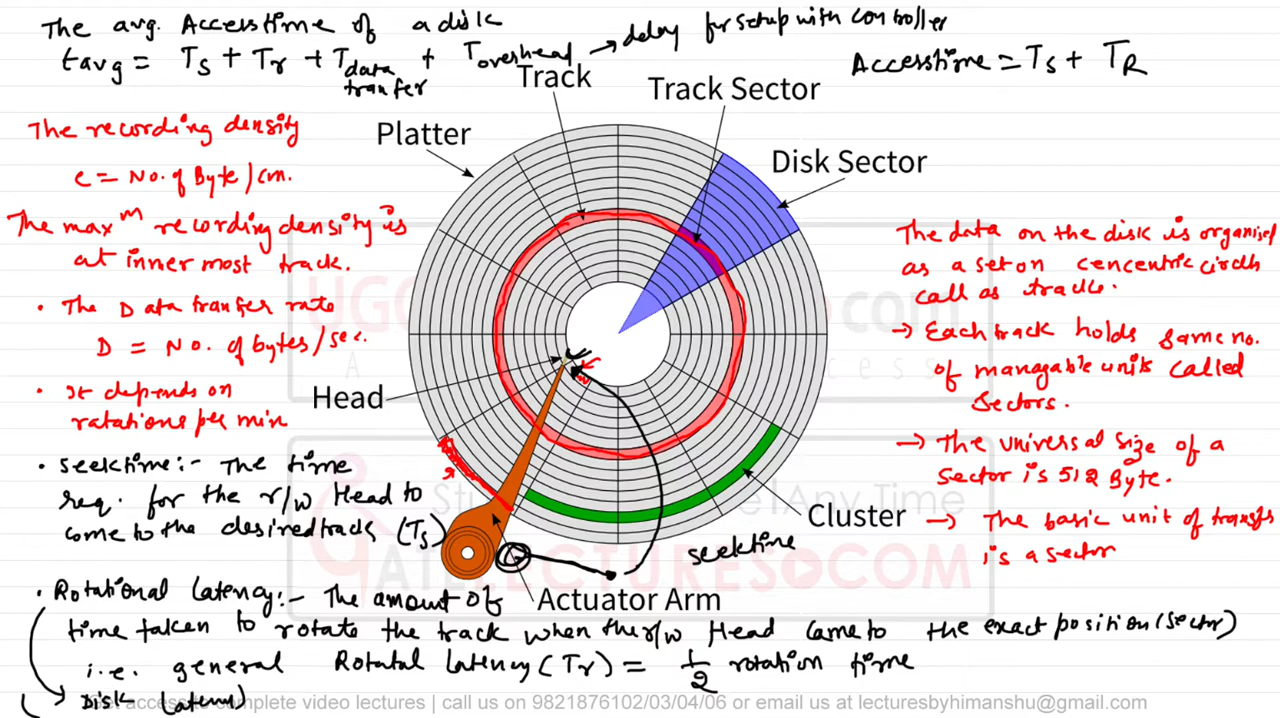 The avg. Accesstime of a disk
tavg = Ts + Tr + Tdata tranfer + Toverhead → delay for setup with controller
Accesstime = Ts + TR
Track
Track Sector
Platter
Disk Sector
The recording density
e = No. of Byte/cm.
The max^m recording density is
at inner most track.
• The Data tranfer rate
D = No. of bytes/sec.
• It depends on
rotations per min
Head
• Seektime:- The time
req. for the r/w Head to
come to the desired track (Ts)
r/w
The data on the disk is organised
as a set on cencentric circls
call as tracks.
→ Each track holds same no.
of managable units called
Sectors.
→ The universal size of a
Sector is 512 Byte.
→ The basic unit of transfer
is a sector
Cluster
seektime
Actuator Arm
• Rotational Latency:- The amount of
time taken to rotate the track when the r/w Head came to the exact position (sector)
i.e. general Rotatal Latency (Tr) = 1/2 rotation time
Disk Latency
access to complete video lectures | call us on 9821876102/03/04/06 or email us at lecturesbyhimanshu@gmail.com